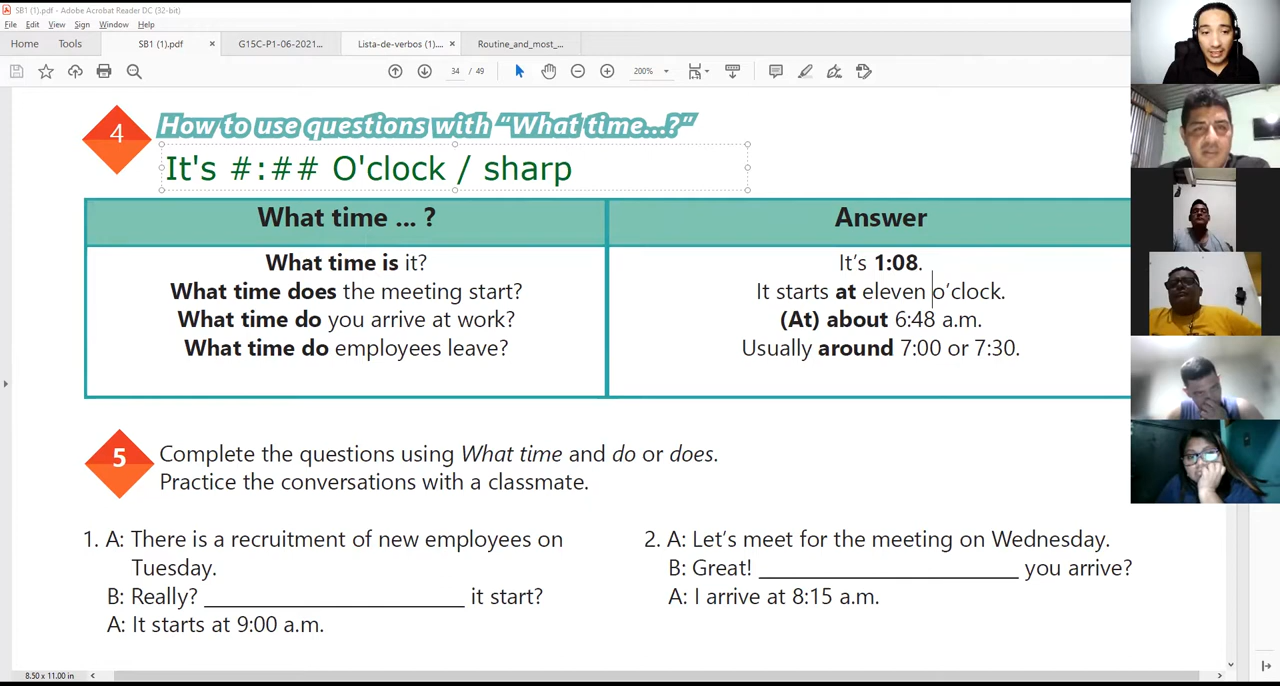 SB1 (1).pdf - Adobe Acrobat Reader DC (32-bit)
File Edit View Sign Window Help
Home Tools SB1 (1).pdf × G15C-P1-06-2021... Lista-de-verbos (1).... × Routine_and_most_...
34 / 49 200%
4 How to use questions with “What time...?”
It's #:## O'clock / sharp
What time ... ? Answer
What time is it? It’s 1:08.
What time does the meeting start? It starts at eleven o’clock.
What time do you arrive at work? (At) about 6:48 a.m.
What time do employees leave? Usually around 7:00 or 7:30.
5 Complete the questions using What time and do or does.
Practice the conversations with a classmate.
1. A: There is a recruitment of new employees on
Tuesday.
B: Really? ______________________ it start?
A: It starts at 9:00 a.m.
2. A: Let’s meet for the meeting on Wednesday.
B: Great! ______________________ you arrive?
A: I arrive at 8:15 a.m.
8.50 x 11.00 in